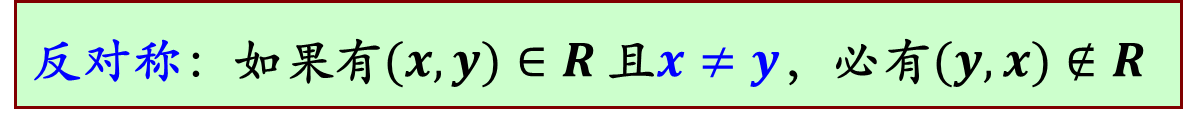 反对称：如果有(x, y) ∈ R 且x ≠ y，必有(y, x) ∉ R